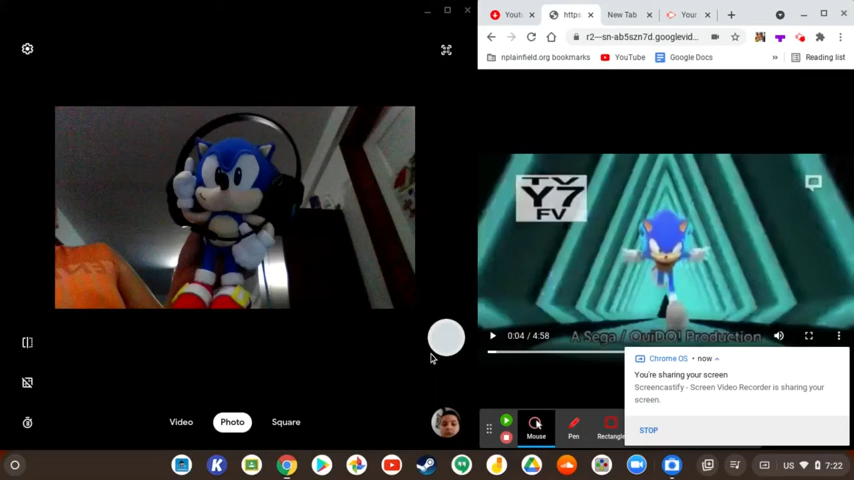 Youtu
https
New Tab
Your
r2---sn-ab5szn7d.googlevid...
nplainfield.org bookmarks
YouTube
Google Docs
»
Reading list
TV
Y7
FV
0:04 / 4:58
A Sega / OuiDO! Production
Chrome OS • now
You're sharing your screen
Screencastify - Screen Video Recorder is sharing your
screen.
STOP
Video
Photo
Square
Mouse
Pen
Rectangle
US
7:22